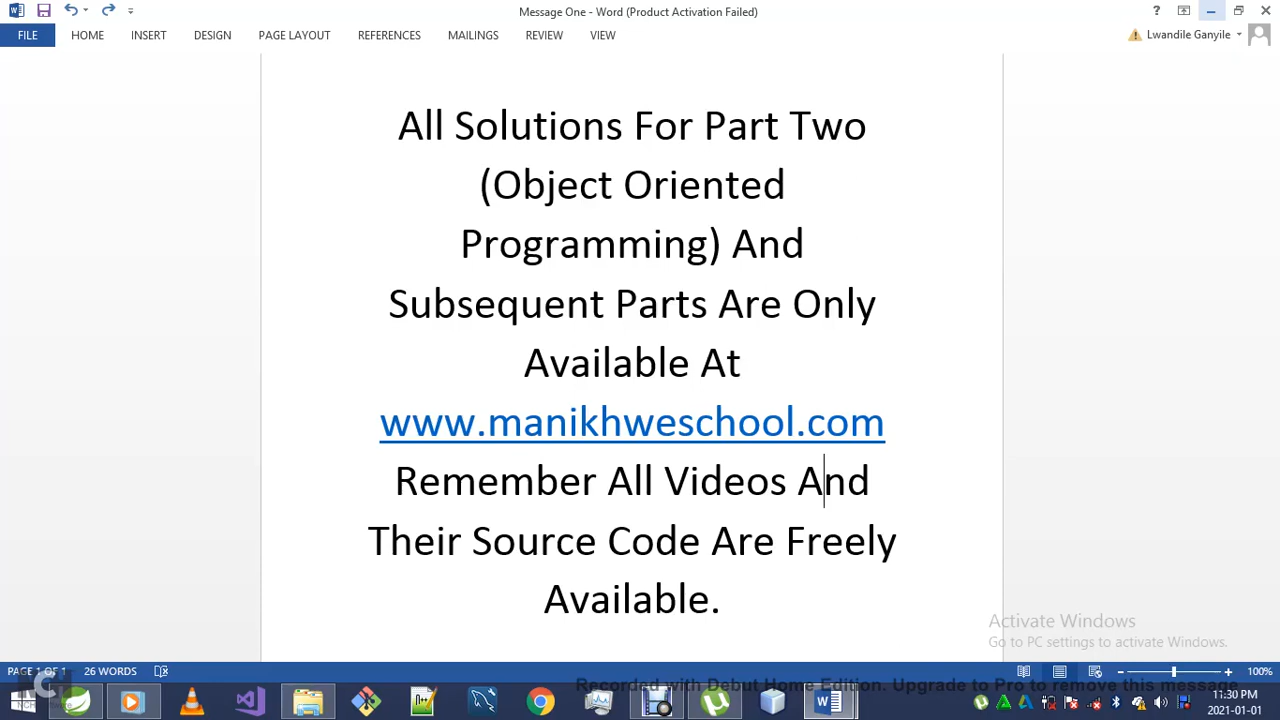 Message One - Word (Product Activation Failed)
FILE HOME INSERT DESIGN PAGE LAYOUT REFERENCES MAILINGS REVIEW VIEW
Lwandile Ganyile
All Solutions For Part Two
(Object Oriented
Programming) And
Subsequent Parts Are Only
Available At
www.manikhweschool.com
Remember All Videos And
Their Source Code Are Freely
Available.
Activate Windows
Go to PC settings to activate Windows.
PAGE 1 OF 1 26 WORDS 100%
Recorded with Debut Home Edition. Upgrade to Pro to remove this message
11:30 PM
2021-01-01